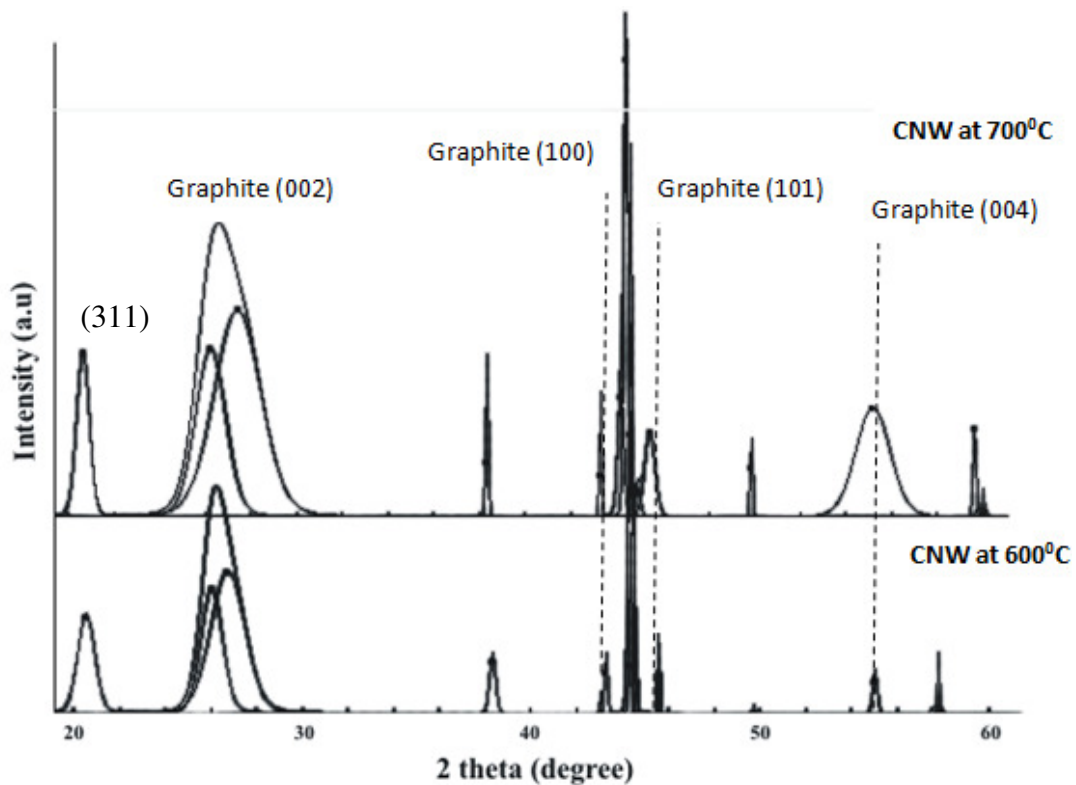 CNW at 700⁰C
Graphite (100)
Graphite (002)
Graphite (101)
Graphite (004)
(311)
Intensity (a.u)
CNW at 600⁰C
20 30 40 50 60
2 theta (degree)